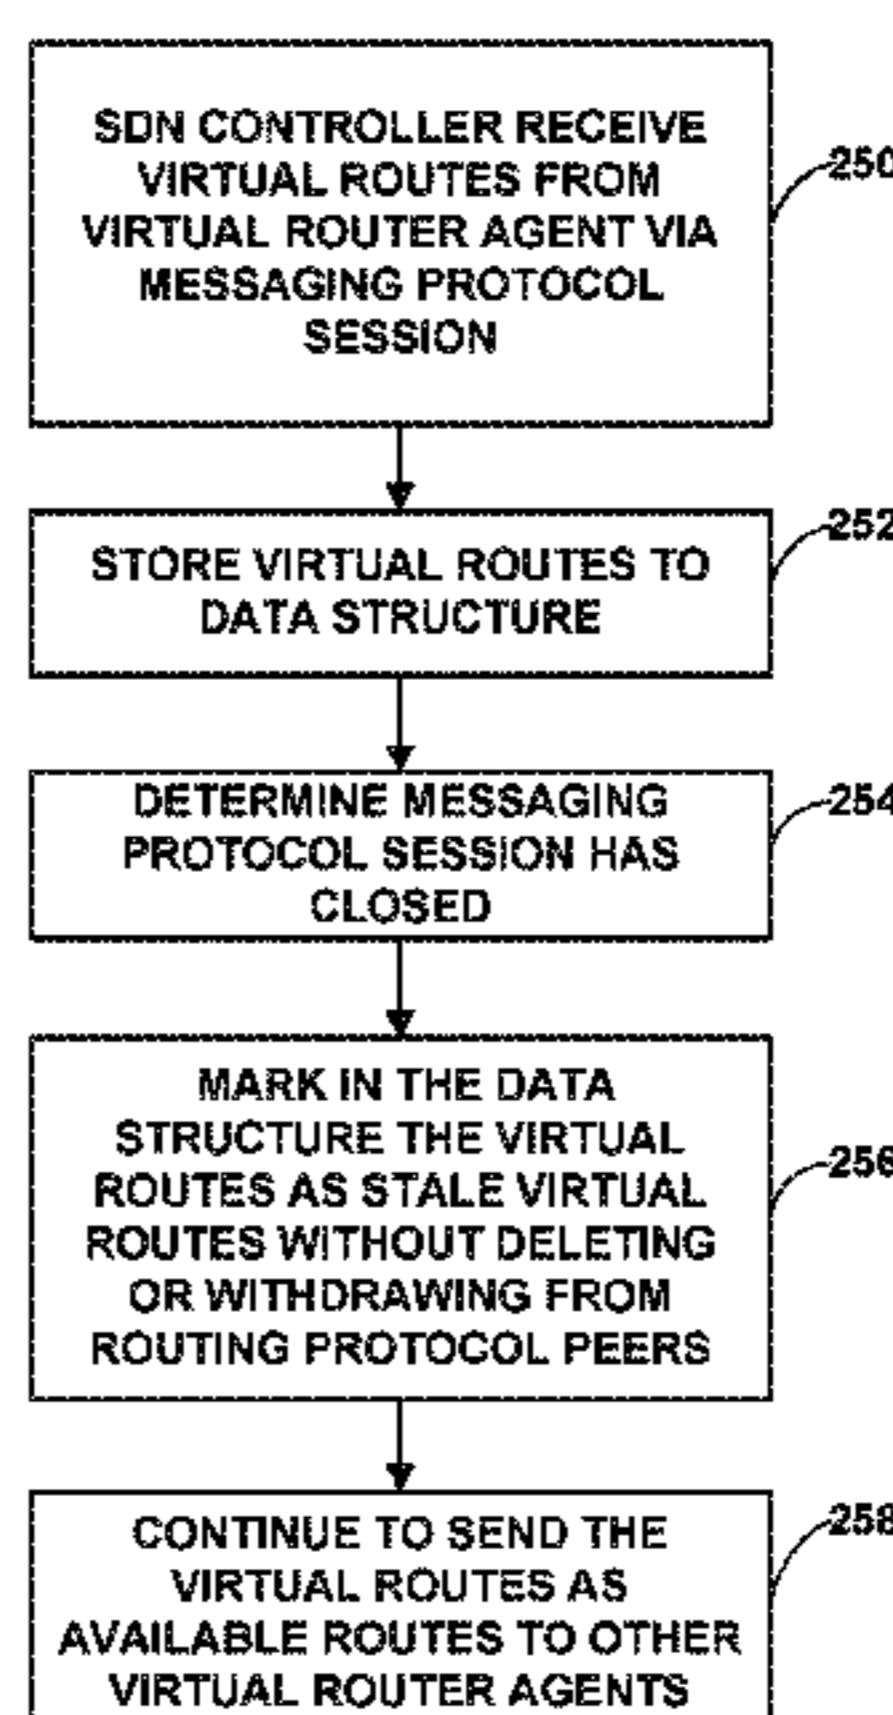 SDN CONTROLLER RECEIVE
VIRTUAL ROUTES FROM
VIRTUAL ROUTER AGENT VIA
MESSAGING PROTOCOL
SESSION
250
STORE VIRTUAL ROUTES TO
DATA STRUCTURE
252
DETERMINE MESSAGING
PROTOCOL SESSION HAS
CLOSED
254
MARK IN THE DATA
STRUCTURE THE VIRTUAL
ROUTES AS STALE VIRTUAL
ROUTES WITHOUT DELETING
OR WITHDRAWING FROM
ROUTING PROTOCOL PEERS
256
CONTINUE TO SEND THE
VIRTUAL ROUTES AS
AVAILABLE ROUTES TO OTHER
VIRTUAL ROUTER AGENTS
258